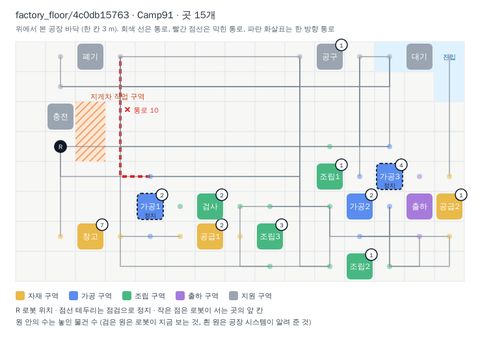 factory_floor/4c0db15763 · Camp91 · 곳 15개
위에서 본 공장 바닥 (한 칸 3 m). 회색 선은 통로, 빨간 점선은 막힌 통로, 파란 화살표는 한 방향 통로
폐기
공구
1
대기
진입
지게차 작업 구역
✖ 통로 10
충전
R
조립1
1
가공3
4
정지
가공1
2
정지
검사
2
가공2
2
출하
공급2
1
창고
7
공급1
2
조립3
3
조립2
1
자재 구역
가공 구역
조립 구역
출하 구역
지원 구역
R 로봇 위치 · 점선 테두리는 점검으로 정지 · 작은 점은 로봇이 서는 곳의 앞 칸
원 안의 수는 놓인 물건 수 (검은 원은 로봇이 지금 보는 것, 흰 원은 공장 시스템이 알려 준 것)